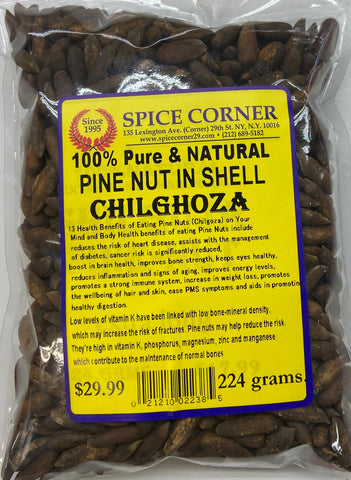 Since
1995
SPICE CORNER
135 Lexington Ave. (Corner) 29th St. NY, N.Y. 10016
www.spicecorner29.com • (212) 689-5182
100% Pure & NATURAL
PINE NUT IN SHELL
CHILGHOZA
13 Health Benefits of Eating Pine Nuts (Chilgoza) on Your
Mind and Body Health benefits of eating Pine Nuts include
reduces the risk of heart disease, assists with the management
of diabetes, cancer risk is significantly reduced,
boost in brain health, improves bone strength, keeps eyes healthy,
reduces inflammation and signs of aging, improves energy levels,
promotes a strong immune system, increase in weight loss, promotes
the wellbeing of hair and skin, ease PMS symptoms and aids in promoting
healthy digestion.
Low levels of vitamin K have been linked with low bone-mineral density,
which may increase the risk of fractures. Pine nuts may help reduce the risk.
They're high in vitamin K, phosphorus, magnesium, zinc and manganese
which contribute to the maintenance of normal bones
$29.99
224 grams.
0 21210 02238 5